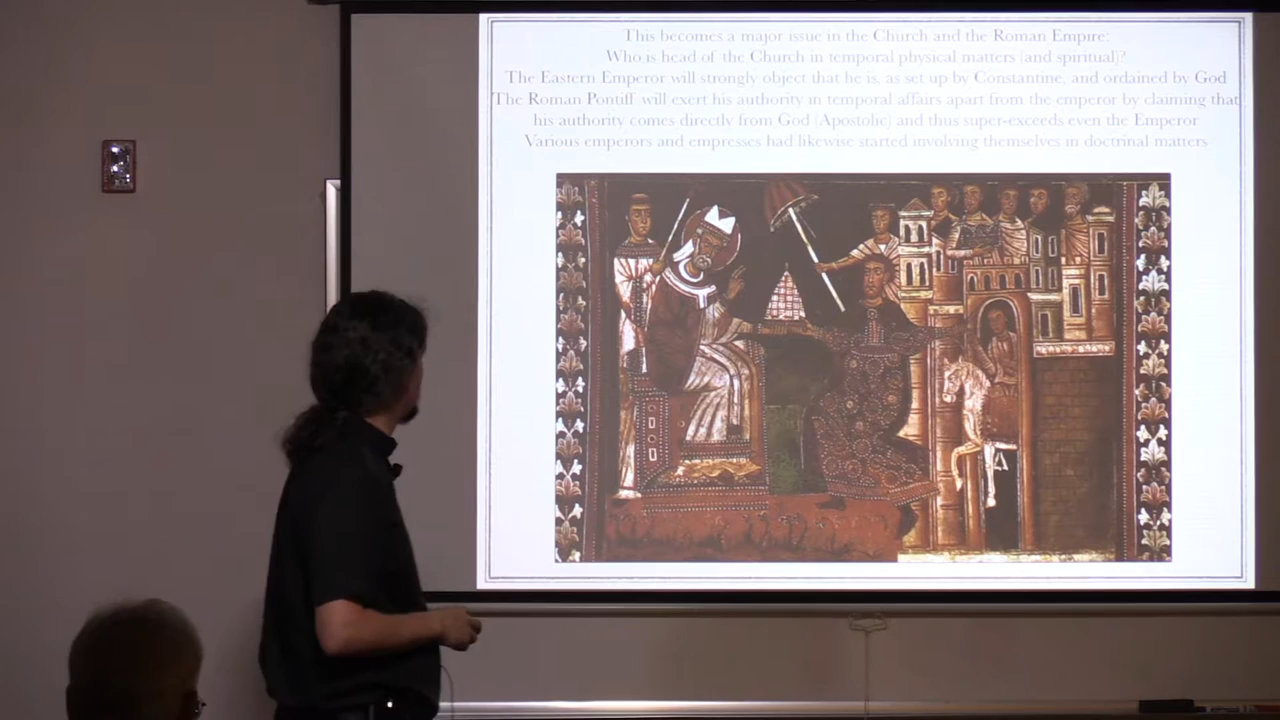 This becomes a major issue in the Church and the Roman Empire:
Who is head of the Church in temporal physical matters (and spiritual)?
The Eastern Emperor will strongly object that he is, as set up by Constantine, and ordained by God
The Roman Pontiff will exert his authority in temporal affairs apart from the emperor by claiming that
his authority comes directly from God (Apostolic) and thus super-exceeds even the Emperor
Various emperors and empresses had likewise started involving themselves in doctrinal matters